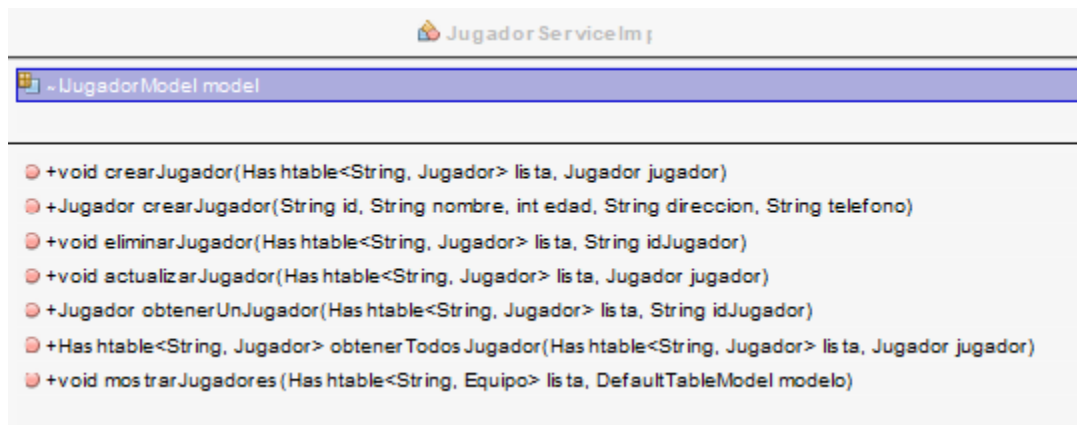 JugadorServiceImp
~IJugadorModel model
+void crearJugador(Hashtable<String, Jugador> lista, Jugador jugador)
+Jugador crearJugador(String id, String nombre, int edad, String direccion, String telefono)
+void eliminarJugador(Hashtable<String, Jugador> lista, String idJugador)
+void actualizarJugador(Hashtable<String, Jugador> lista, Jugador jugador)
+Jugador obtenerUnJugador(Hashtable<String, Jugador> lista, String idJugador)
+Hashtable<String, Jugador> obtenerTodosJugador(Hashtable<String, Jugador> lista, Jugador jugador)
+void mostrarJugadores(Hashtable<String, Equipo> lista, DefaultTableModel modelo)